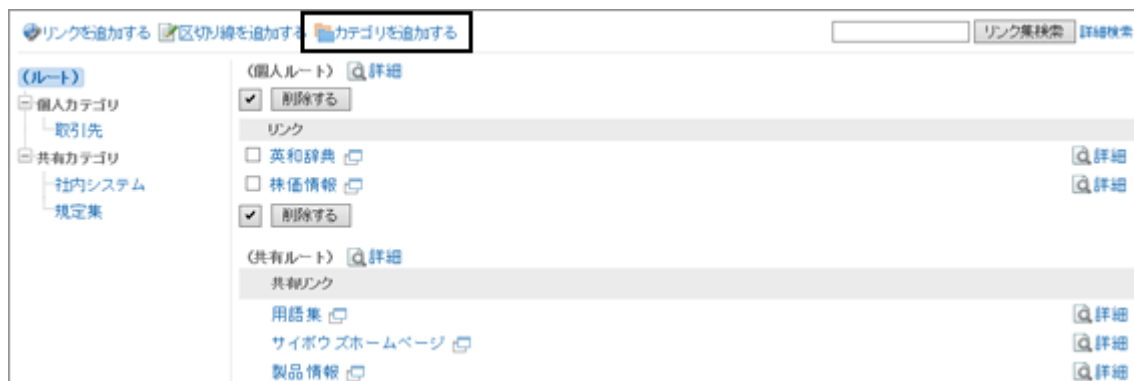 リンクを追加する 区切り線を追加する カテゴリを追加する リンク集検索 詳細検索
(ルート)
個人カテゴリ
取引先
共有カテゴリ
社内システム
規定集
(個人ルート) 詳細
削除する
リンク
英和辞典 詳細
株価情報 詳細
削除する
(共有ルート) 詳細
共有リンク
用語集 詳細
サイボウズホームページ 詳細
製品情報 詳細